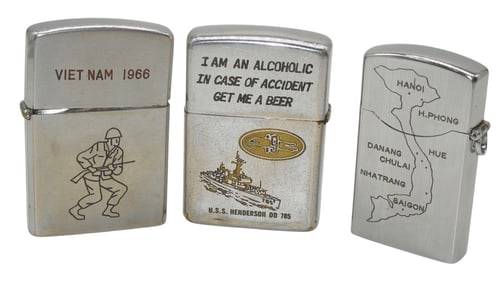 VIET NAM 1966
I AM AN ALCOHOLIC
IN CASE OF ACCIDENT
GET ME A BEER
785
U.S.S. HENDERSON DD 785
HANOI
H.PHONG
HUE
DANANG
CHULAI
NHATRANG
SAIGON